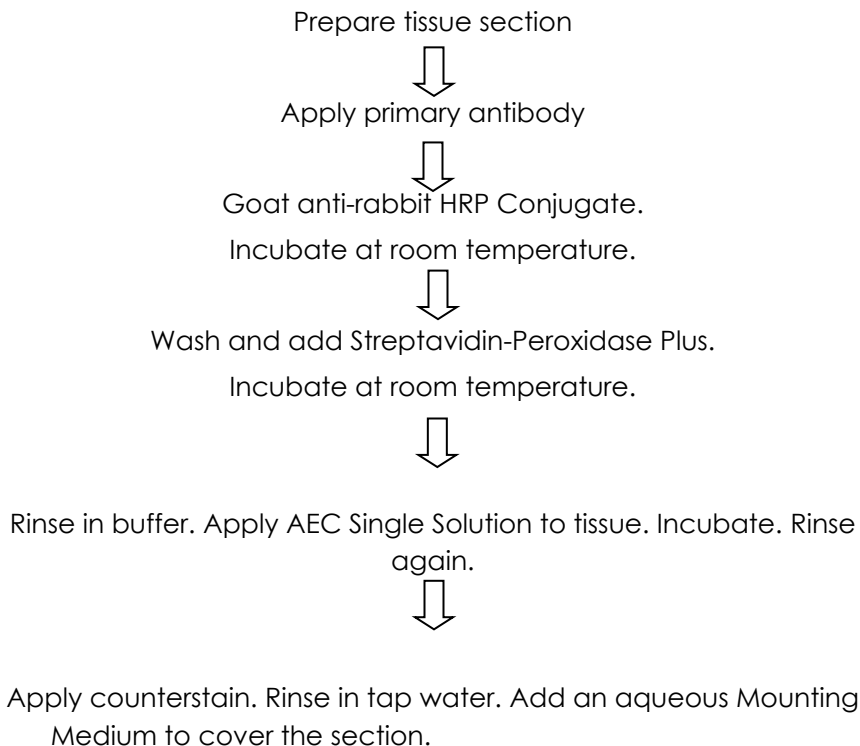 Prepare tissue section
Apply primary antibody
Goat anti-rabbit HRP Conjugate.
Incubate at room temperature.
Wash and add Streptavidin-Peroxidase Plus.
Incubate at room temperature.
Rinse in buffer. Apply AEC Single Solution to tissue. Incubate. Rinse
again.
Apply counterstain. Rinse in tap water. Add an aqueous Mounting
Medium to cover the section.